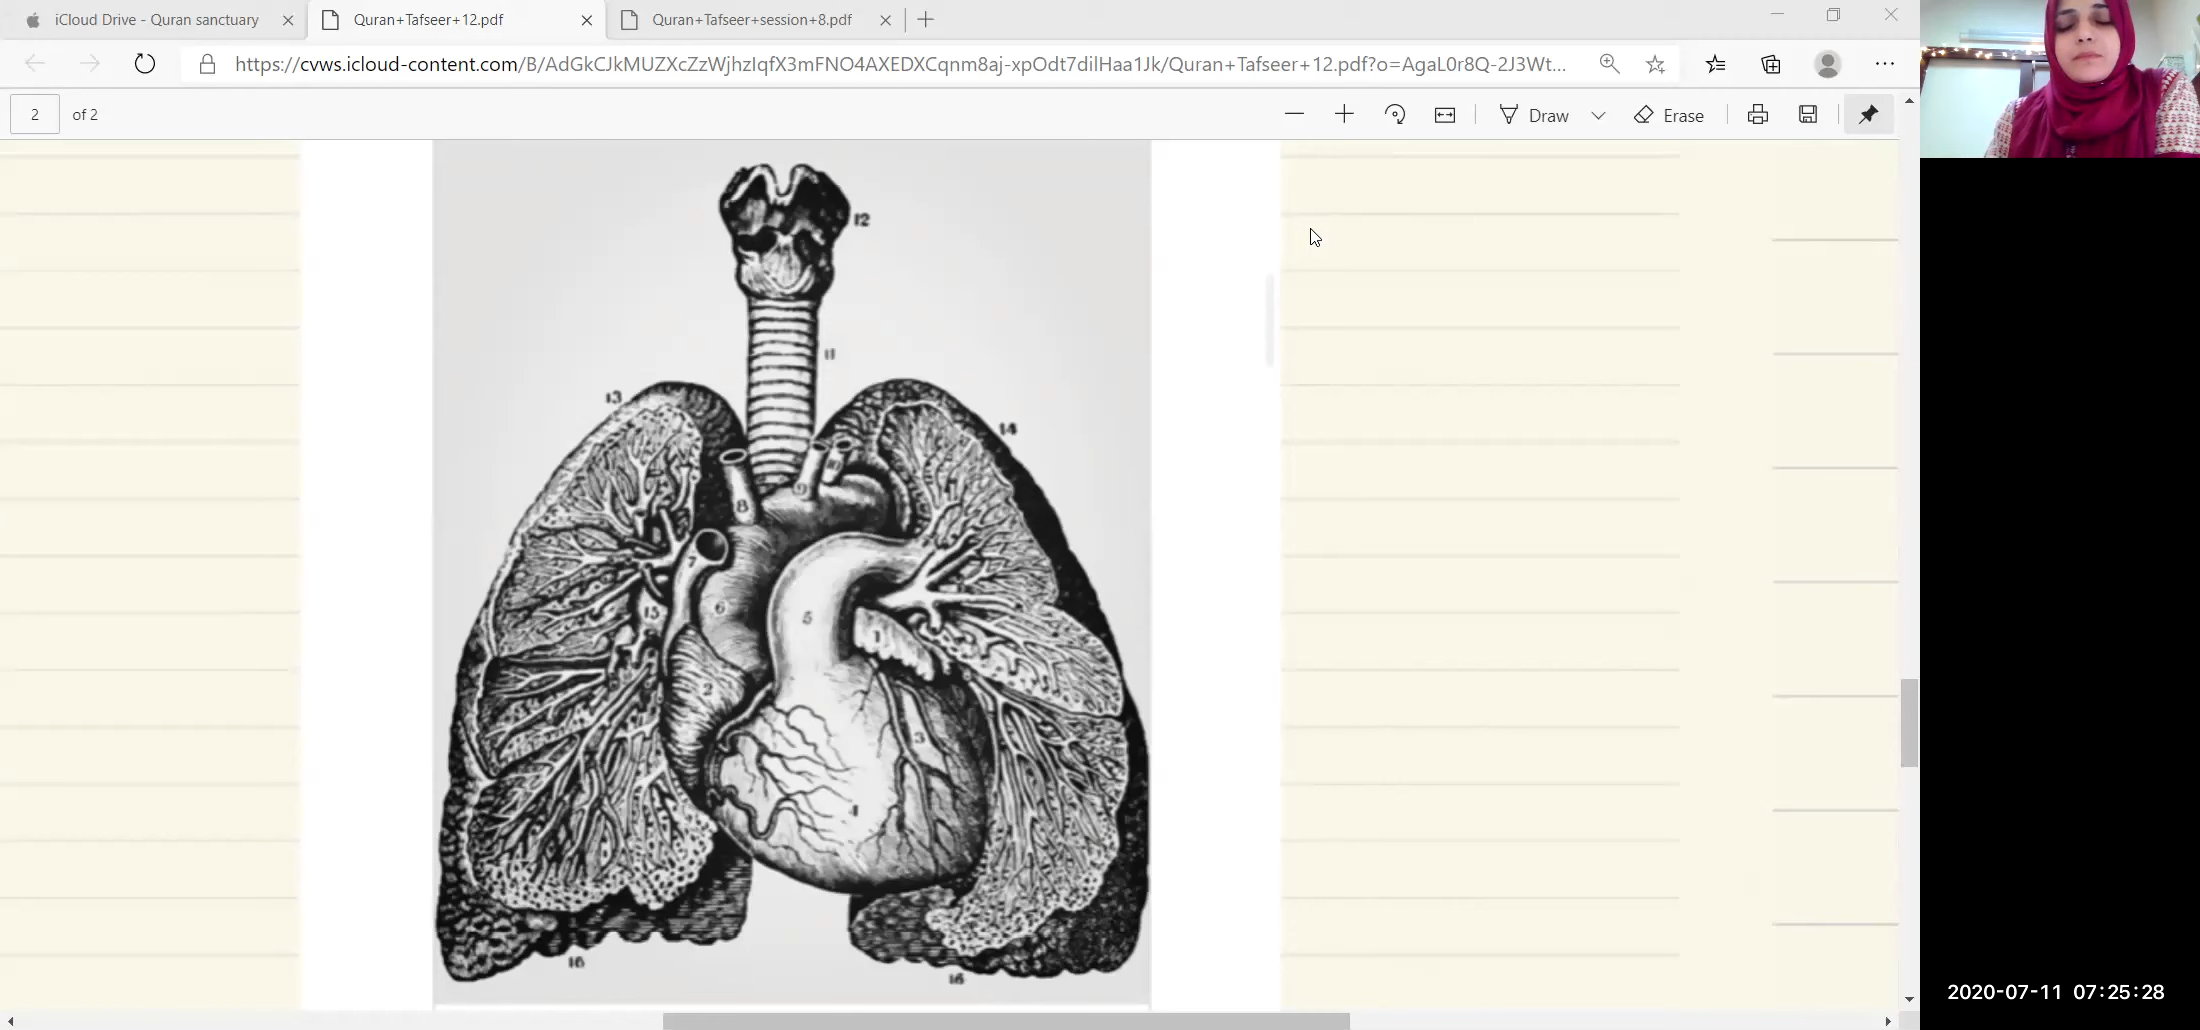 iCloud Drive - Quran sanctuary
Quran+Tafseer+12.pdf
Quran+Tafseer+session+8.pdf
https://cvws.icloud-content.com/B/AdGkCJkMUZXcZzWjhzIqfX3mFNO4AXEDXCqnm8aj-xpOdt7dilHaa1Jk/Quran+Tafseer+12.pdf?o=AgaL0r8Q-2J3Wt...
2 of 2
Draw
Erase
12
11
13
14
10
9
8
7
6
15
5
1
2
3
4
16
16
2020-07-11 07:25:28